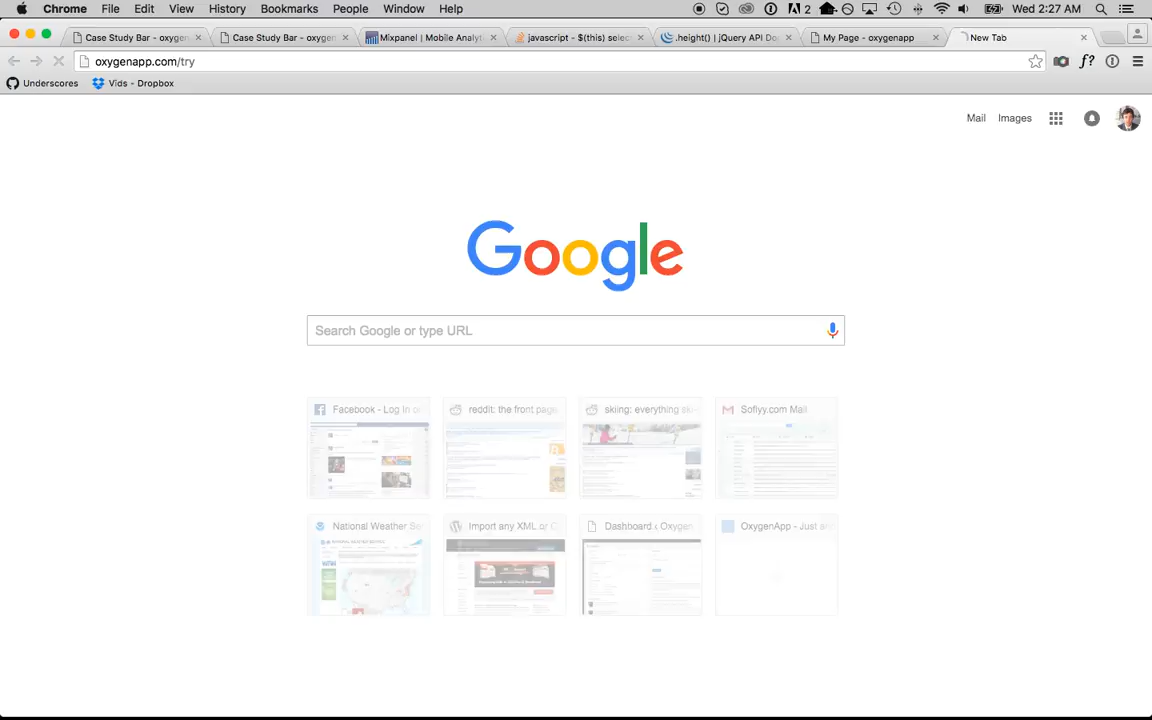 Chrome File Edit View History Bookmarks People Window Help 2 Wed 2:27 AM
Case Study Bar - oxygen Case Study Bar - oxygen Mixpanel | Mobile Analyti javascript - $(this) selec .height() | jQuery API Do My Page - oxygenapp New Tab
oxygenapp.com/try f?
Underscores Vids - Dropbox
Mail Images
Google
Search Google or type URL
Facebook - Log In o reddit: the front page skiing: everything ski Soflyy.com Mail
National Weather Se Import any XML or C Dashboard ‹ Oxygen OxygenApp - Just an